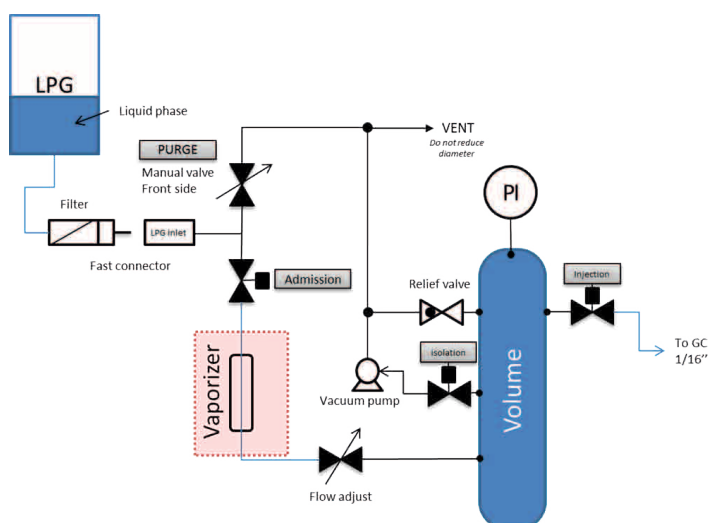 LPG
Liquid phase
PURGE
Manual valve
Front side
VENT
Do not reduce
diameter
PI
Filter
LPG inlet
Fast connector
Admission
Relief valve
Injection
To GC
1/16’’
isolation
Vacuum pump
Vaporizer
Volume
Flow adjust